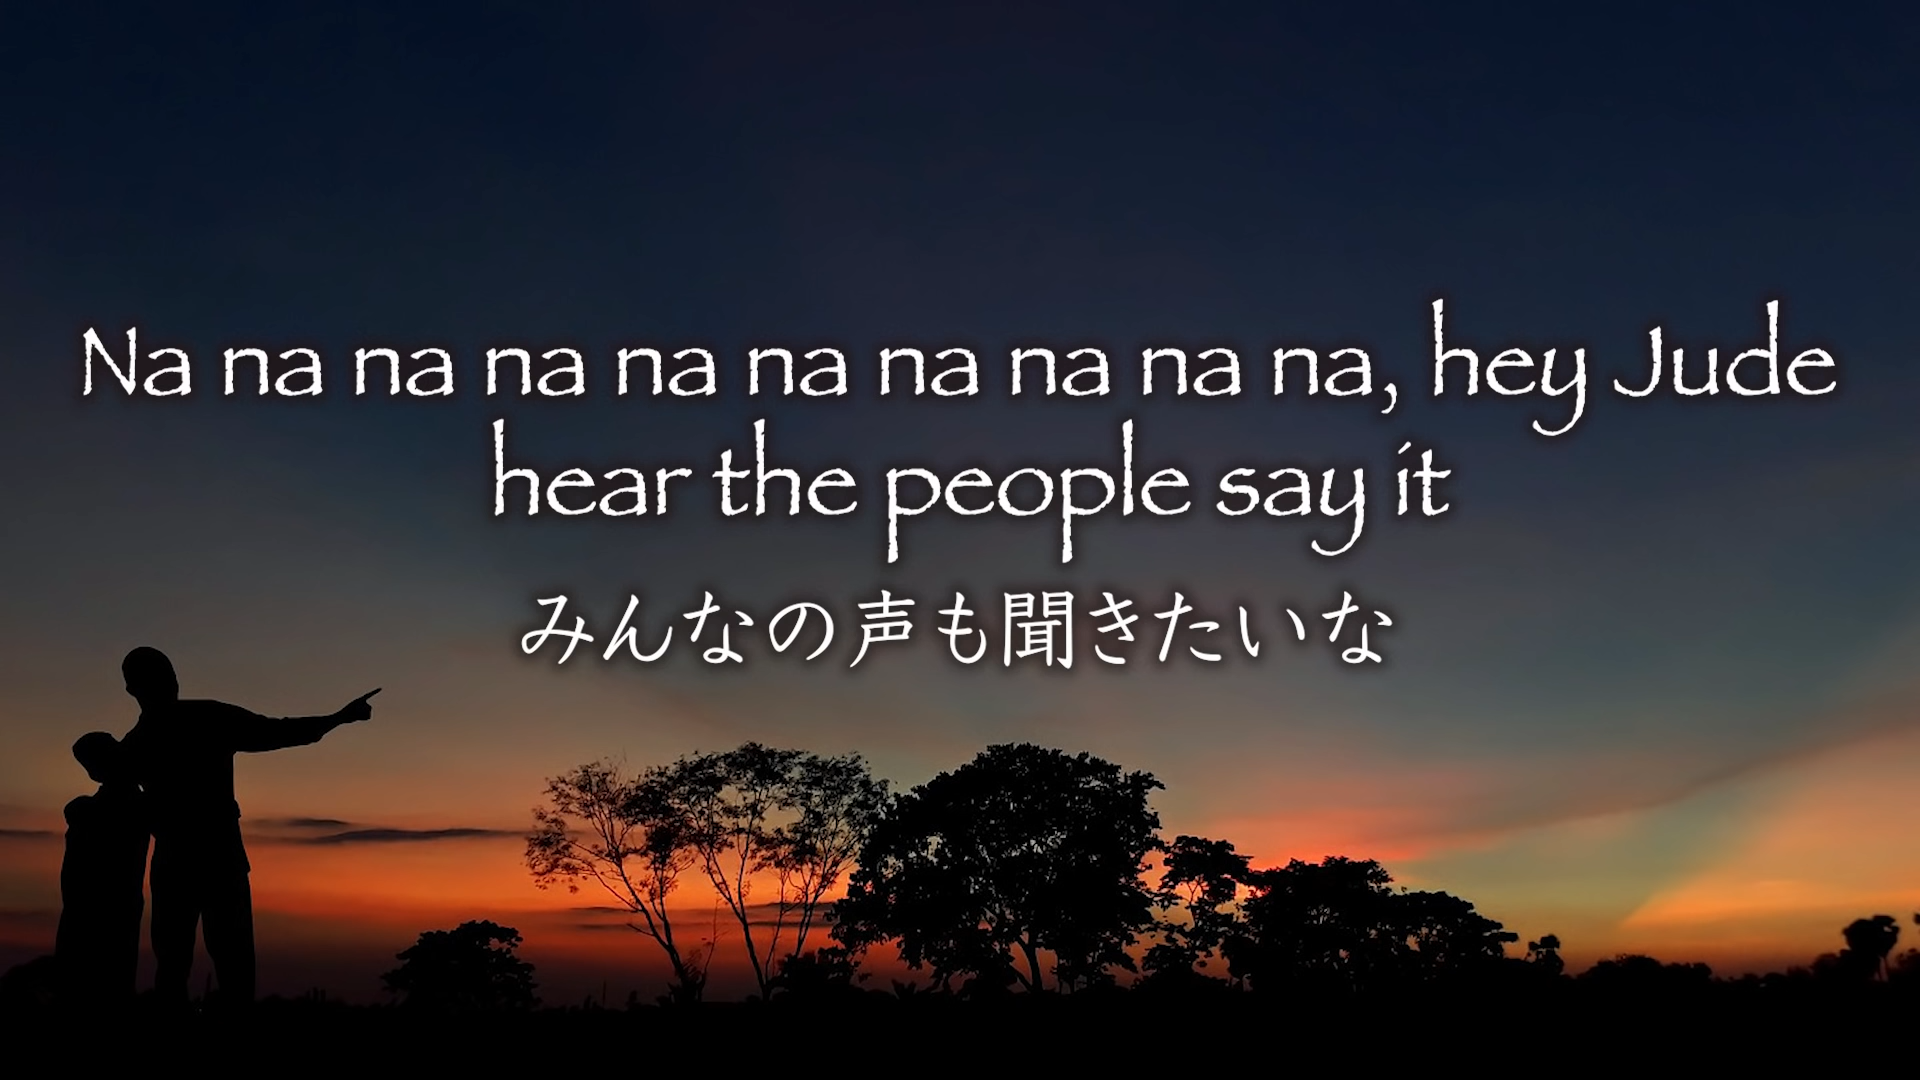 Na na na na na na na na na na, hey Jude
hear the people say it
みんなの声も聞きたいな